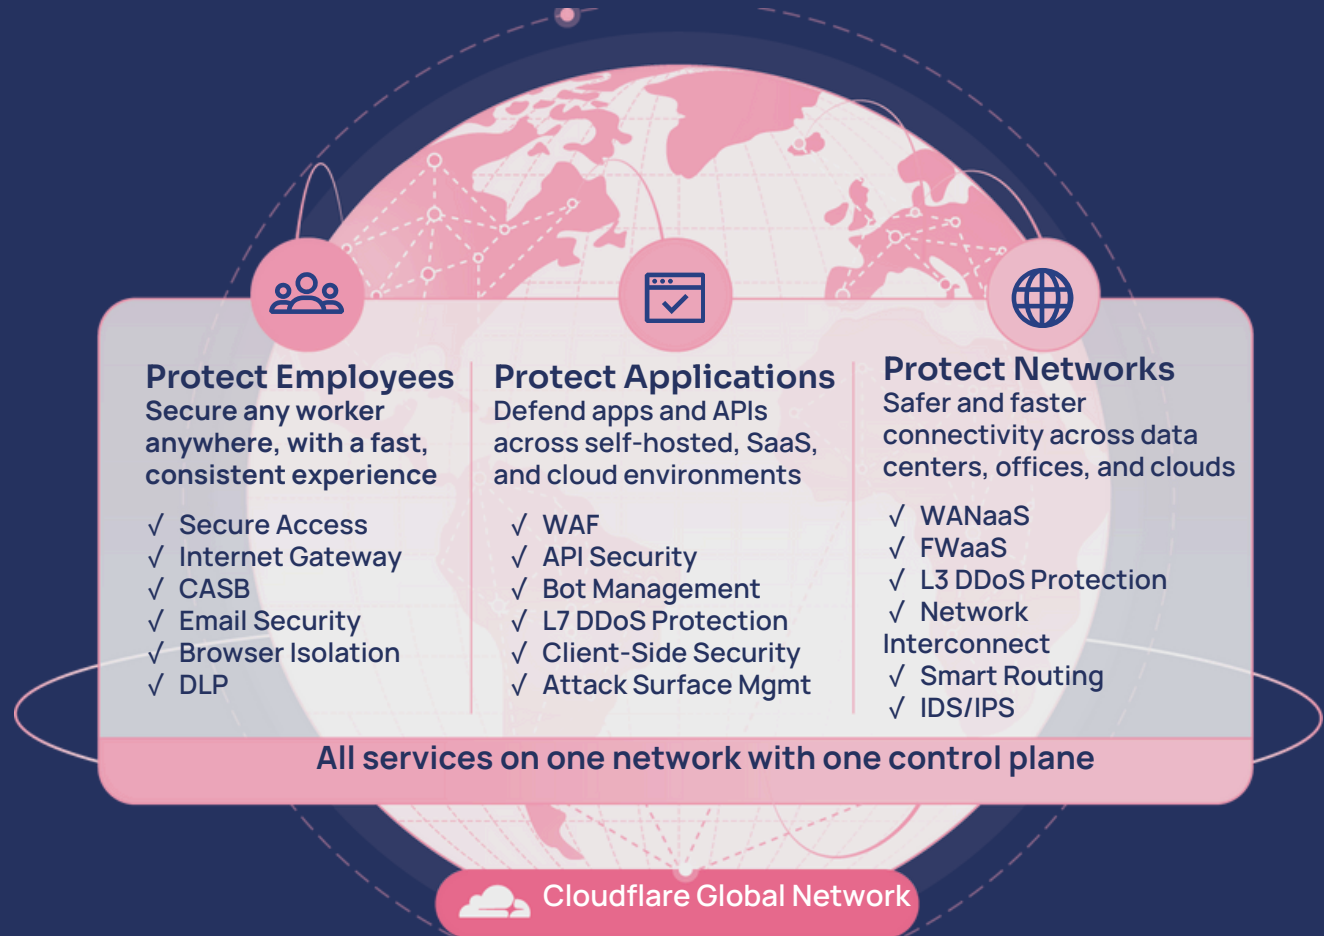 Protect Employees
Secure any worker
anywhere, with a fast,
consistent experience
√ Secure Access
√ Internet Gateway
√ CASB
√ Email Security
√ Browser Isolation
√ DLP
Protect Applications
Defend apps and APIs
across self-hosted, SaaS,
and cloud environments
√ WAF
√ API Security
√ Bot Management
√ L7 DDoS Protection
√ Client-Side Security
√ Attack Surface Mgmt
Protect Networks
Safer and faster
connectivity across data
centers, offices, and clouds
√ WANaaS
√ FWaaS
√ L3 DDoS Protection
√ Network
Interconnect
√ Smart Routing
√ IDS/IPS
All services on one network with one control plane
Cloudflare Global Network